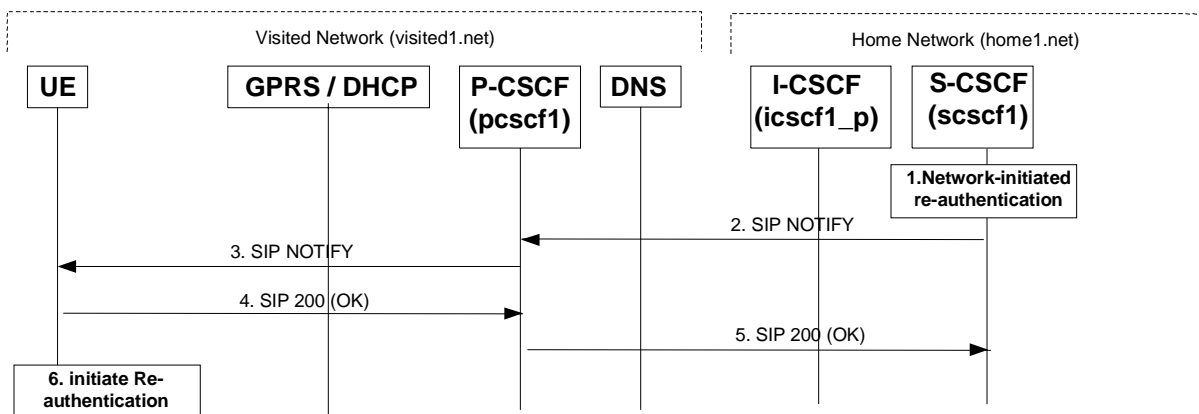 Visited Network (visited1.net)
Home Network (home1.net)
UE
GPRS / DHCP
P-CSCF
(pcscf1)
DNS
I-CSCF
(icscf1_p)
S-CSCF
(scscf1)
1.Network-initiated
re-authentication
2. SIP NOTIFY
3. SIP NOTIFY
4. SIP 200 (OK)
5. SIP 200 (OK)
6. initiate Re-
authentication